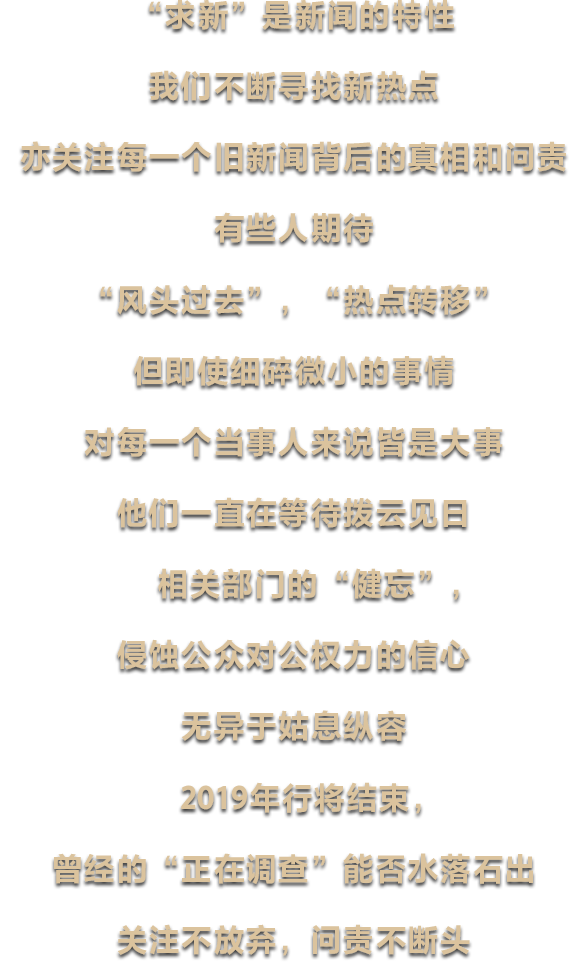 “求新”是新闻的特性
我们不断寻找新热点
亦关注每一个旧新闻背后的真相和问责
有些人期待
“风头过去”，“热点转移”
但即使细碎微小的事情
对每一个当事人来说皆是大事
他们一直在等待拨云见日
相关部门的“健忘”，
侵蚀公众对公权力的信心
无异于姑息纵容
2019年行将结束，
曾经的“正在调查”能否水落石出
关注不放弃，问责不断头